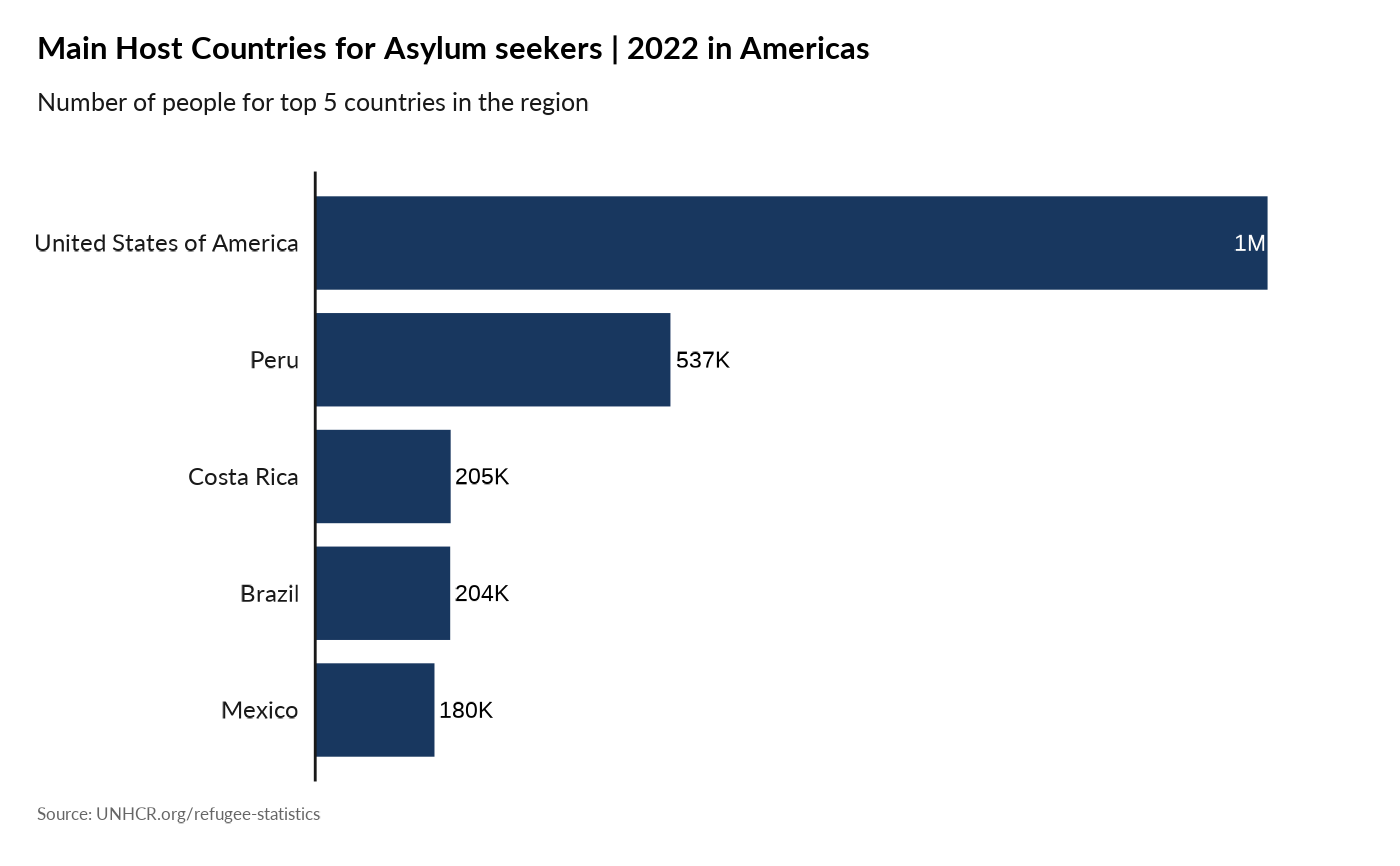 Main Host Countries for Asylum seekers | 2022 in Americas
Number of people for top 5 countries in the region
United States of America 1M
Peru 537K
Costa Rica 205K
Brazil 204K
Mexico 180K
Source: UNHCR.org/refugee-statistics